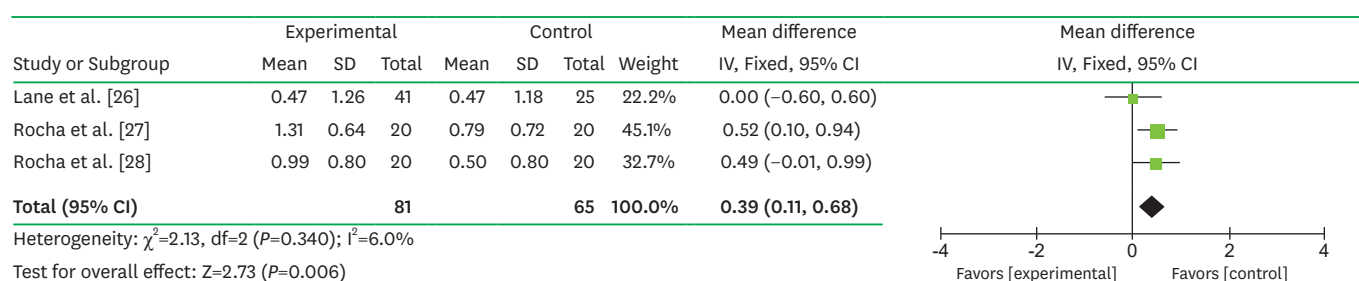 Experimental Control Mean difference Mean difference
Study or Subgroup Mean SD Total Mean SD Total Weight IV, Fixed, 95% CI IV, Fixed, 95% CI
Lane et al. [26] 0.47 1.26 41 0.47 1.18 25 22.2% 0.00 (−0.60, 0.60)
Rocha et al. [27] 1.31 0.64 20 0.79 0.72 20 45.1% 0.52 (0.10, 0.94)
Rocha et al. [28] 0.99 0.80 20 0.50 0.80 20 32.7% 0.49 (−0.01, 0.99)
Total (95% CI) 81 65 100.0% 0.39 (0.11, 0.68)
Heterogeneity: χ²=2.13, df=2 (P=0.340); I²=6.0%
-4 -2 0 2 4
Test for overall effect: Z=2.73 (P=0.006)
Favors [experimental] Favors [control]